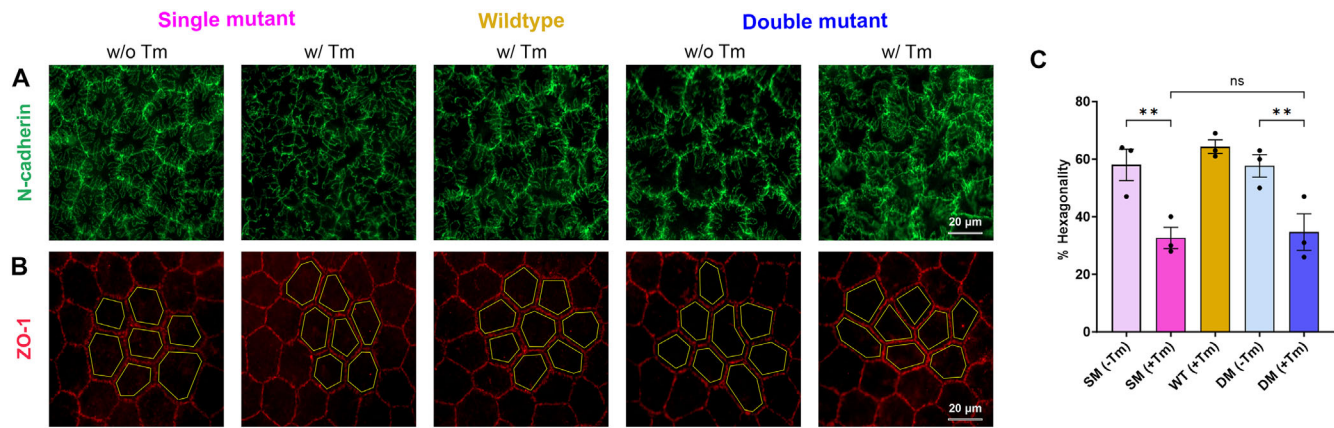 Single mutant
Wildtype
Double mutant
w/o Tm
w/ Tm
w/ Tm
w/o Tm
w/ Tm
A
N-cadherin
20 µm
B
ZO-1
20 µm
C
ns
**
**
80
60
40
20
0
% Hexagonality
SM (-Tm)
SM (+Tm)
WT (+Tm)
DM (-Tm)
DM (+Tm)